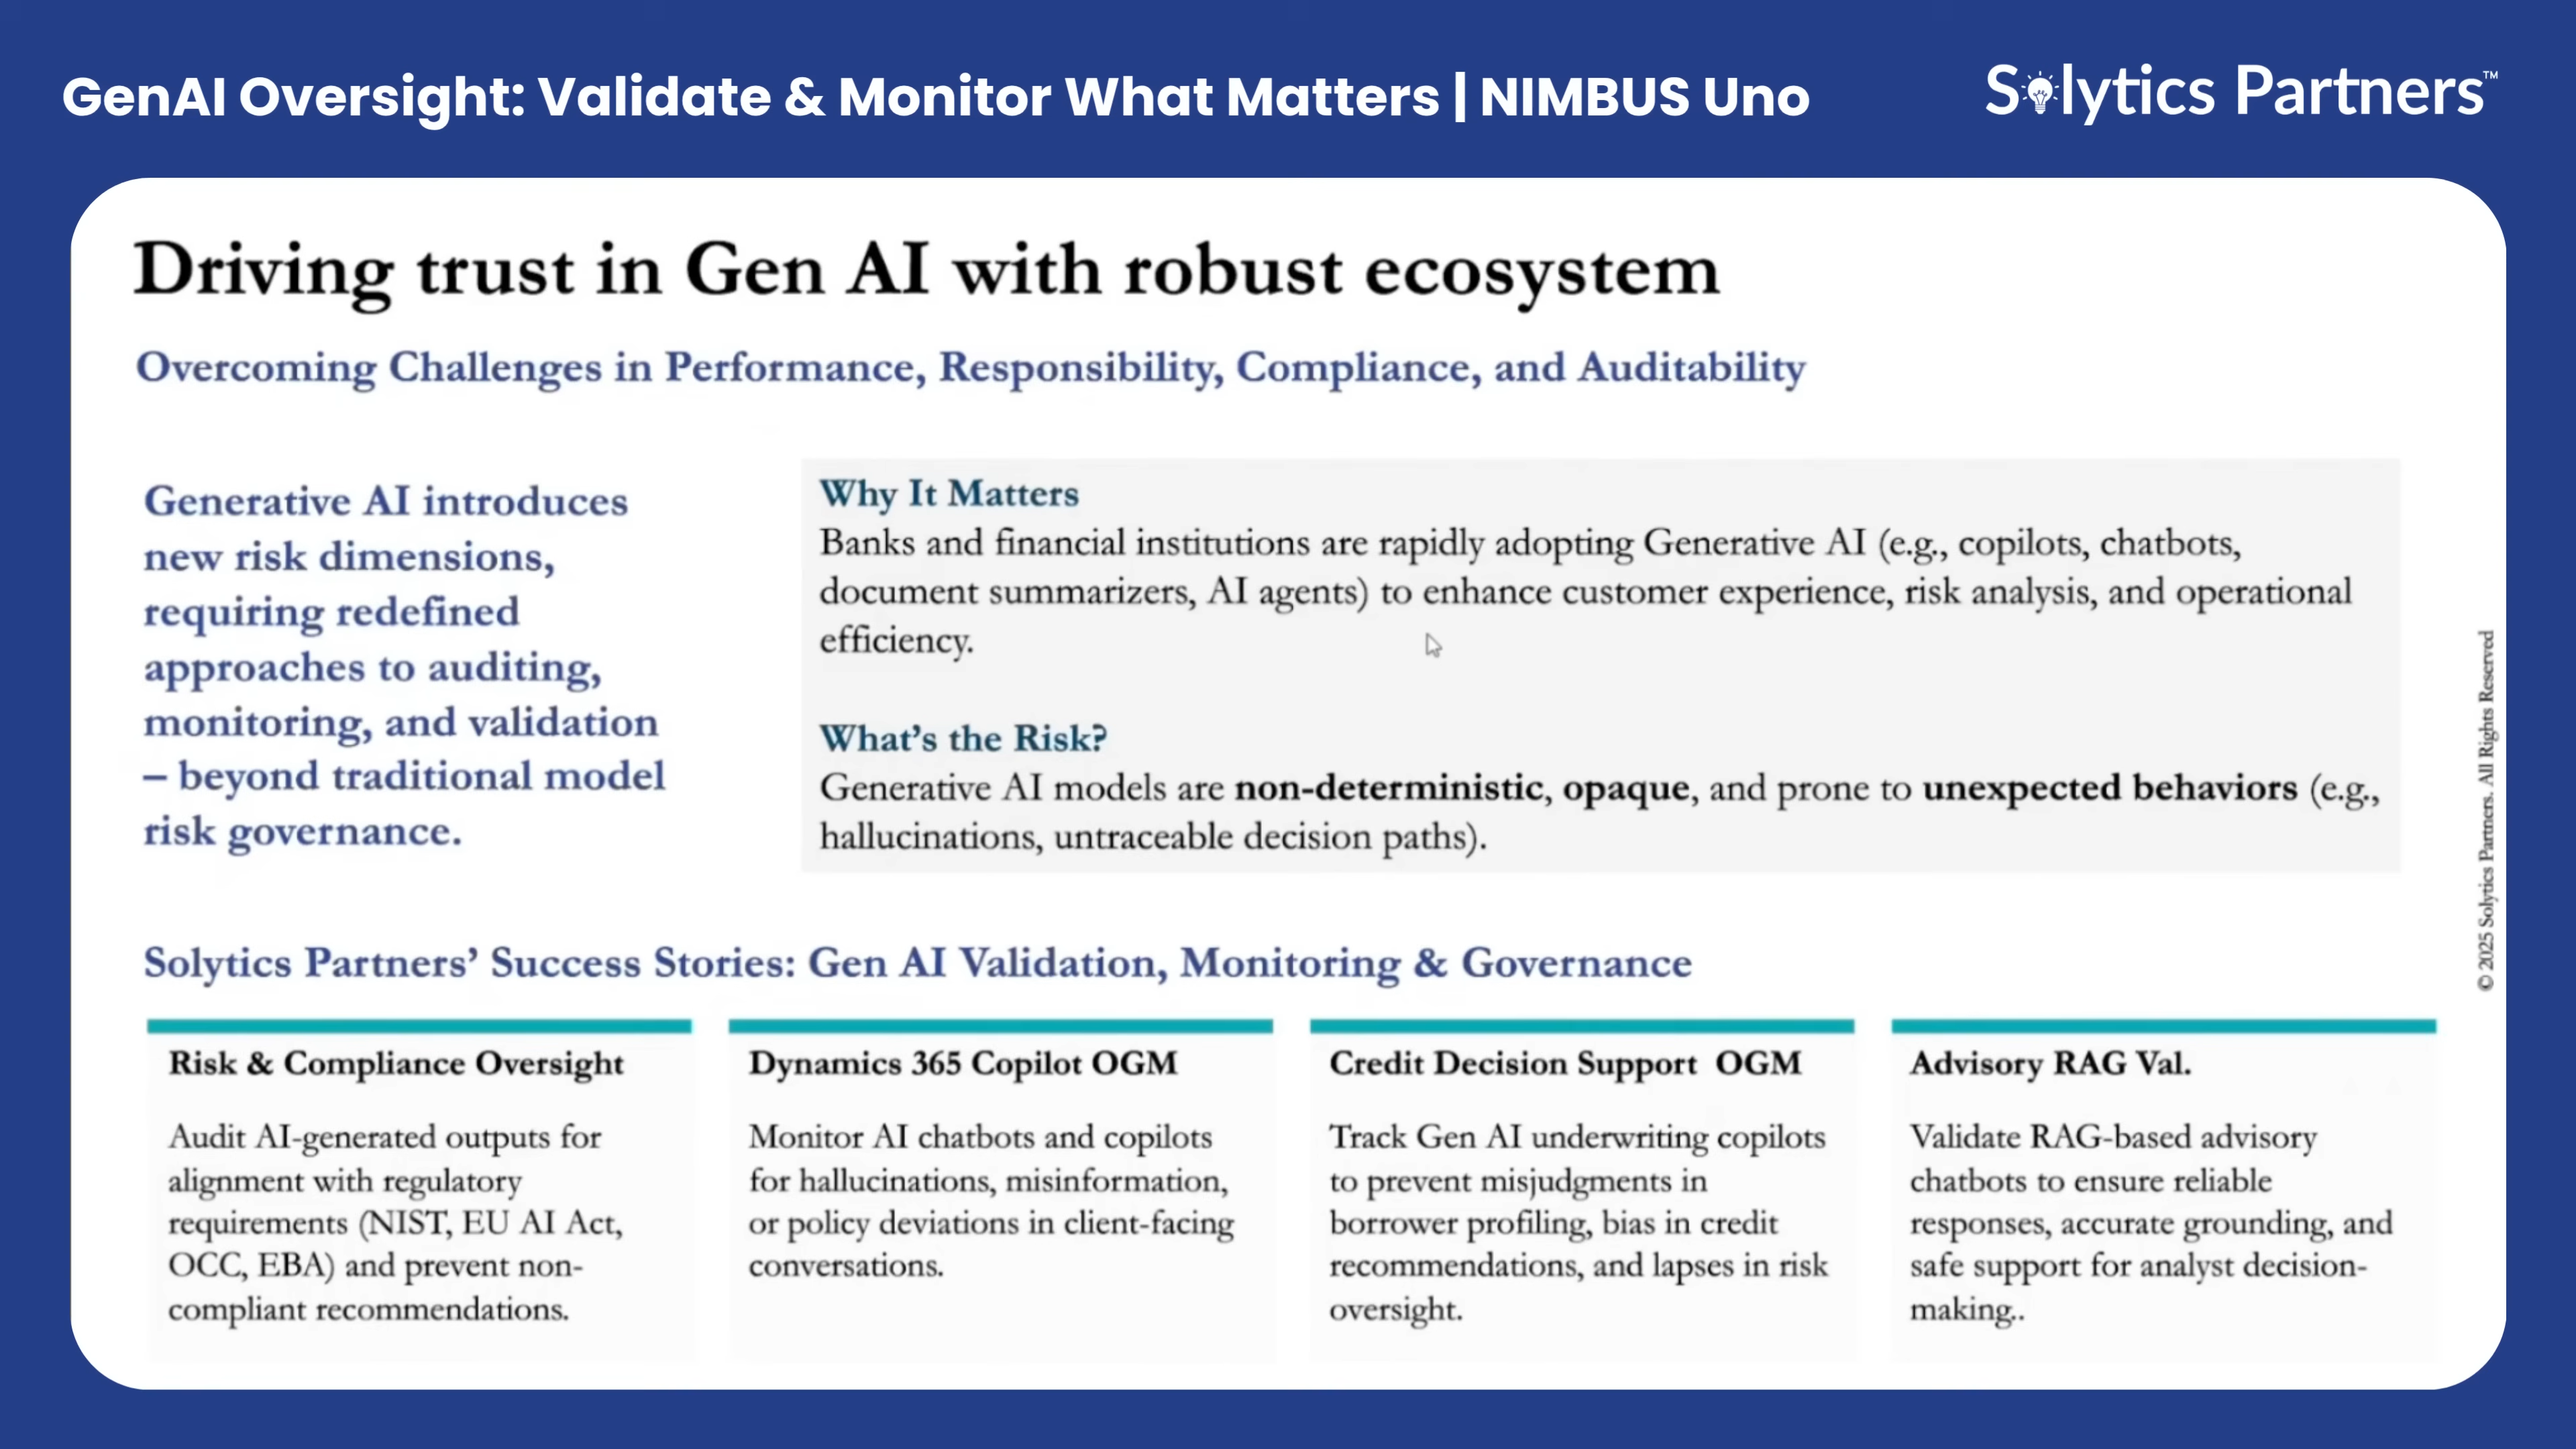 GenAI Oversight: Validate & Monitor What Matters | NIMBUS Uno
Solytics Partners™
Driving trust in Gen AI with robust ecosystem
Overcoming Challenges in Performance, Responsibility, Compliance, and Auditability
Generative AI introduces
new risk dimensions,
requiring redefined
approaches to auditing,
monitoring, and validation
– beyond traditional model
risk governance.
Why It Matters
Banks and financial institutions are rapidly adopting Generative AI (e.g., copilots, chatbots,
document summarizers, AI agents) to enhance customer experience, risk analysis, and operational
efficiency.
What's the Risk?
Generative AI models are non-deterministic, opaque, and prone to unexpected behaviors (e.g.,
hallucinations, untraceable decision paths).
© 2025 Solytics Partners. All Rights Reserved
Solytics Partners' Success Stories: Gen AI Validation, Monitoring & Governance
Risk & Compliance Oversight
Audit AI-generated outputs for
alignment with regulatory
requirements (NIST, EU AI Act,
OCC, EBA) and prevent non-
compliant recommendations.
Dynamics 365 Copilot OGM
Monitor AI chatbots and copilots
for hallucinations, misinformation,
or policy deviations in client-facing
conversations.
Credit Decision Support OGM
Track Gen AI underwriting copilots
to prevent misjudgments in
borrower profiling, bias in credit
recommendations, and lapses in risk
oversight.
Advisory RAG Val.
Validate RAG-based advisory
chatbots to ensure reliable
responses, accurate grounding, and
safe support for analyst decision-
making..